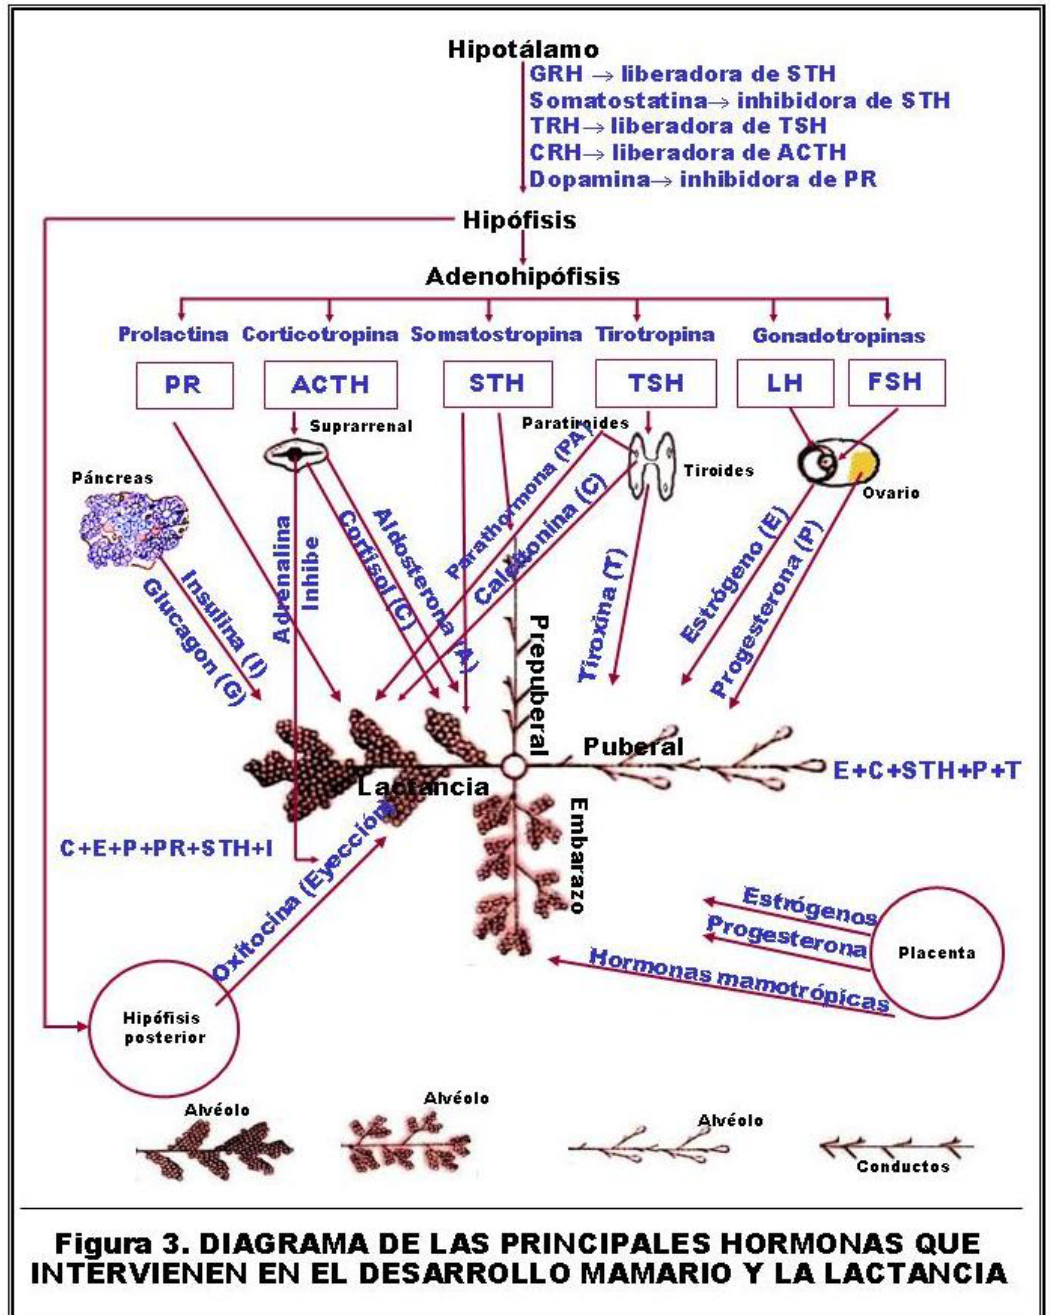 Hipotálamo
GRH → liberadora de STH
Somatostatina→ inhibidora de STH
TRH→ liberadora de TSH
CRH→ liberadora de ACTH
Dopamina→ inhibidora de PR
Hipófisis
Adenohipófisis
Prolactina Corticotropina Somatostropina Tirotropina Gonadotropinas
PR ACTH STH TSH LH FSH
Suprarrenal
Paratiroides
Páncreas
Tiroides
Ovario
Insulina (I)
Glucagon (G)
Adrenalina
Inhibe
Cortisol (C)
Aldosterona (A)
Parathormona (PA)
Calcitonina (C)
Tiroxina (T)
Estrógeno (E)
Progesterona (P)
Prepuberal
Puberal
Lactancia
Embarazo
E+C+STH+P+T
C+E+P+PR+STH+I
Oxitocina (Eyección)
Estrógenos
Progesterona
Hormonas mamotrópicas
Placenta
Hipófisis
posterior
Alvéolo
Alvéolo
Alvéolo
Conductos
Figura 3. DIAGRAMA DE LAS PRINCIPALES HORMONAS QUE
INTERVIENEN EN EL DESARROLLO MAMARIO Y LA LACTANCIA